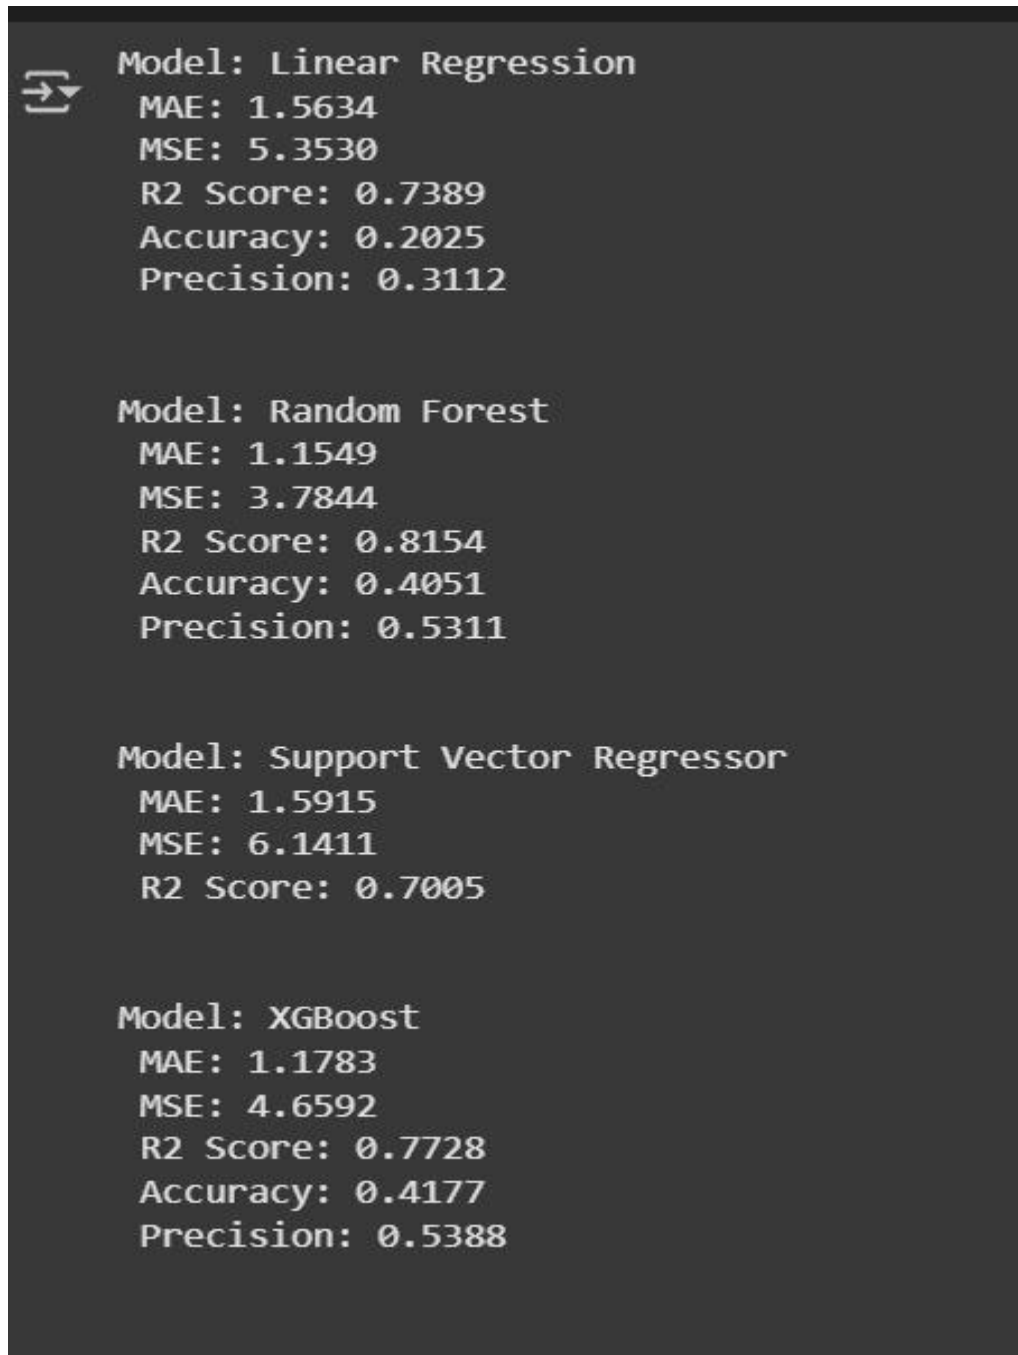 Model: Linear Regression
MAE: 1.5634
MSE: 5.3530
R2 Score: 0.7389
Accuracy: 0.2025
Precision: 0.3112
Model: Random Forest
MAE: 1.1549
MSE: 3.7844
R2 Score: 0.8154
Accuracy: 0.4051
Precision: 0.5311
Model: Support Vector Regressor
MAE: 1.5915
MSE: 6.1411
R2 Score: 0.7005
Model: XGBoost
MAE: 1.1783
MSE: 4.6592
R2 Score: 0.7728
Accuracy: 0.4177
Precision: 0.5388